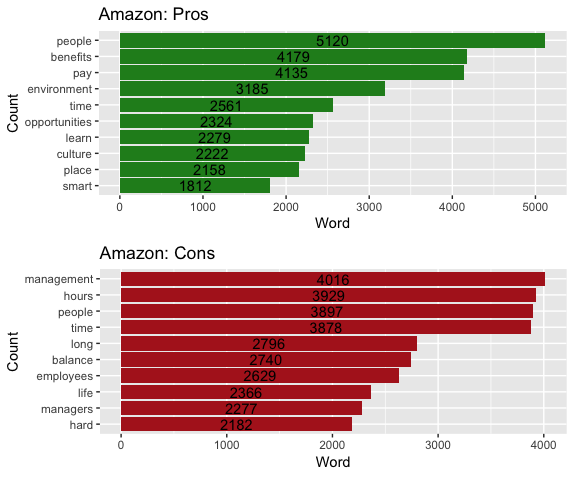 Amazon: Pros
Count
people 5120
benefits 4179
pay 4135
environment 3185
time 2561
opportunities 2324
learn 2279
culture 2222
place 2158
smart 1812
0 1000 2000 3000 4000 5000
Word
Amazon: Cons
Count
management 4016
hours 3929
people 3897
time 3878
long 2796
balance 2740
employees 2629
life 2366
managers 2277
hard 2182
0 1000 2000 3000 4000
Word